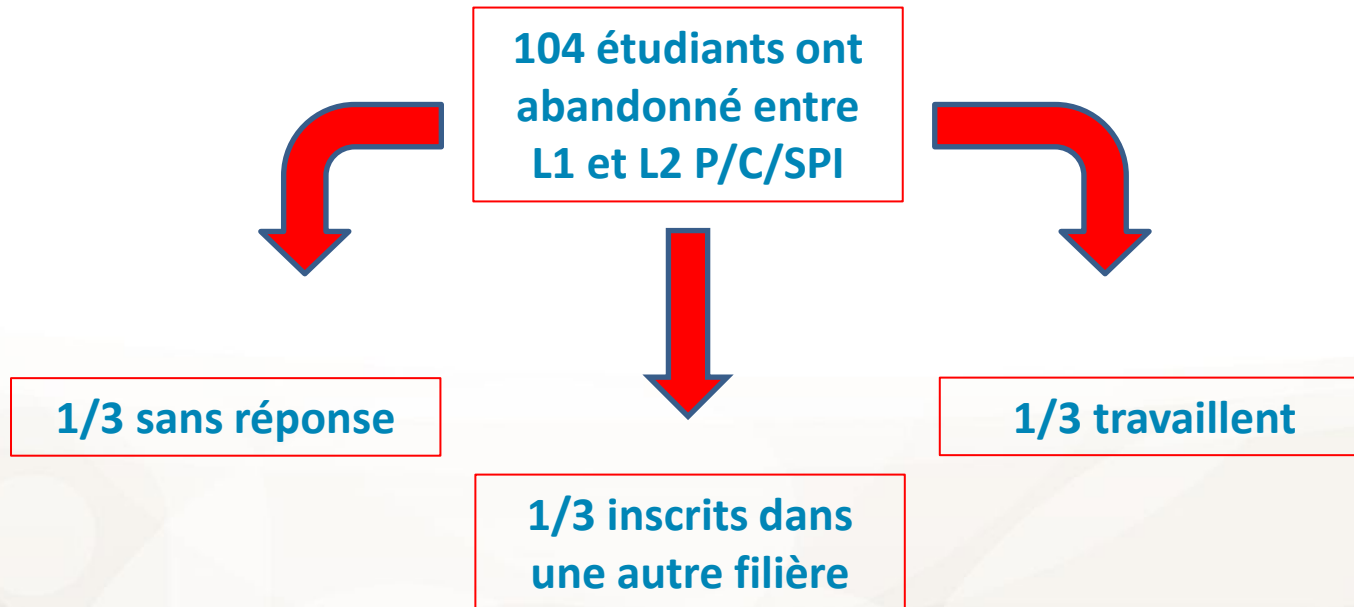 104 étudiants ont
abandonné entre
L1 et L2 P/C/SPI
1/3 sans réponse
1/3 travaillent
1/3 inscrits dans
une autre filière